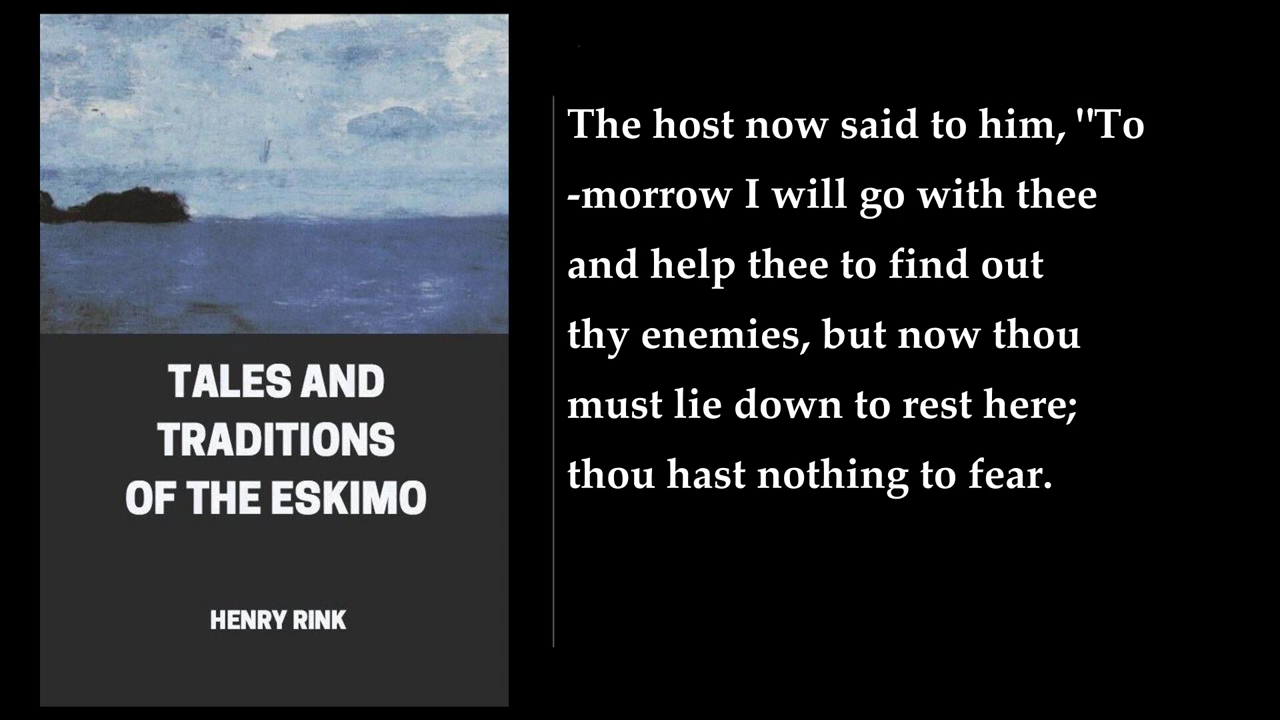 TALES AND
TRADITIONS
OF THE ESKIMO
HENRY RINK
The host now said to him, "To
-morrow I will go with thee
and help thee to find out
thy enemies, but now thou
must lie down to rest here;
thou hast nothing to fear.